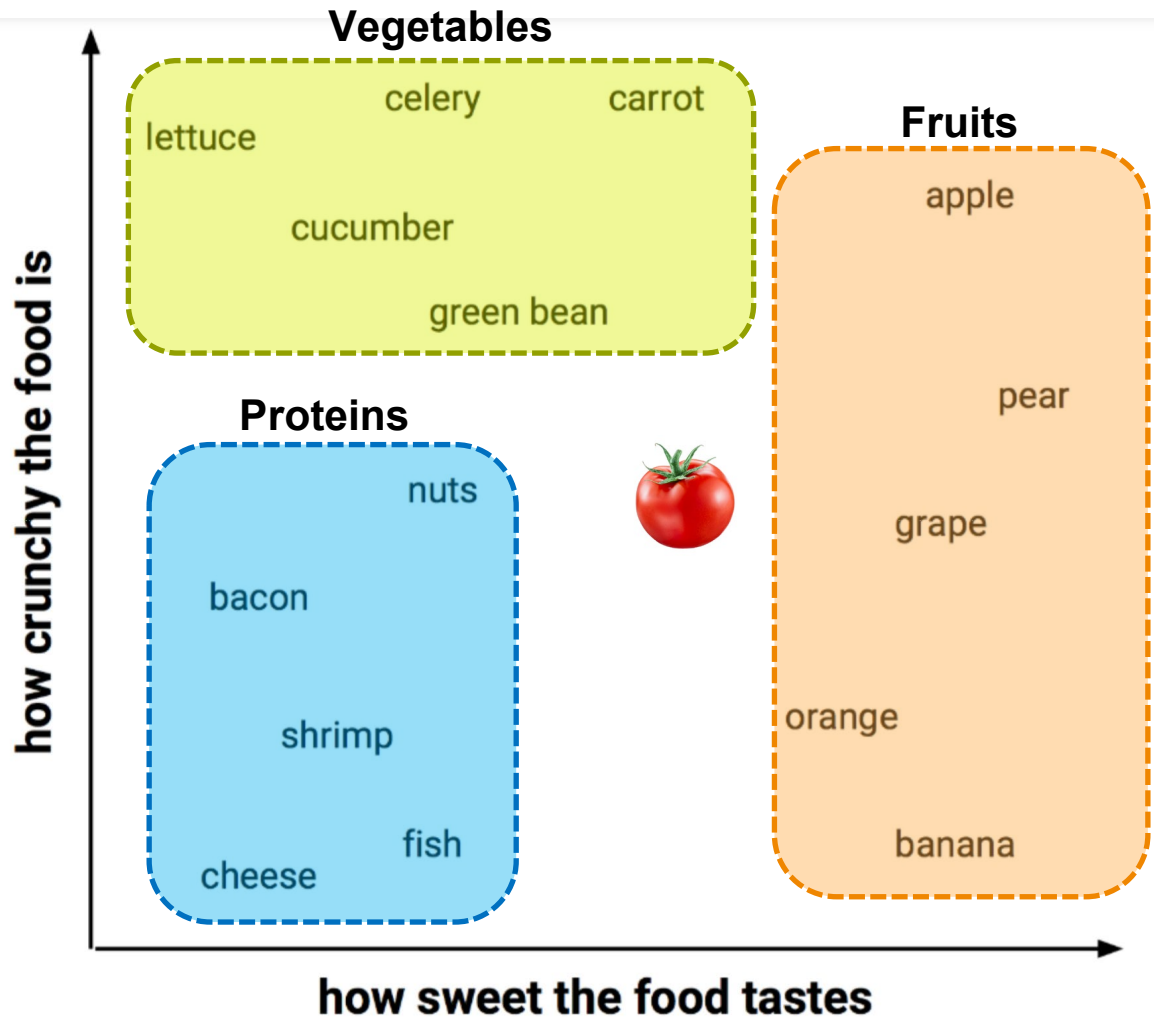 Vegetables
celery
carrot
lettuce
Fruits
apple
cucumber
green bean
pear
Proteins
nuts
grape
bacon
orange
shrimp
fish
banana
cheese
how crunchy the food is
how sweet the food tastes